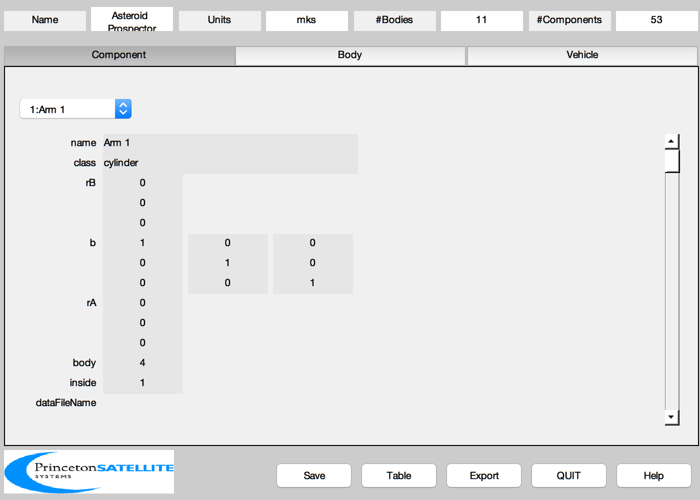 Name Asteroid Prospector Units mks #Bodies 11 #Components 53
Component Body Vehicle
1:Arm 1
name Arm 1
class cylinder
rB 0
0
0
b 1 0 0
0 1 0
0 0 1
rA 0
0
0
body 4
inside 1
dataFileName
PrincetonSATELLITE
SYSTEMS
Save Table Export QUIT Help